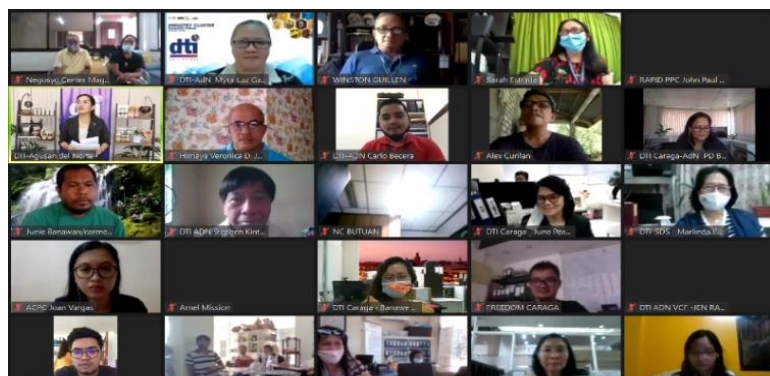 Negosyo Center Mag...
INDUSTRY CLUSTER
dti
DTI-AdN, Myra Luz Ga...
WINSTON GUILLEN
Sarah Estrada
RAPID PPC John Paul ...
DTI-Agusan del Norte
Himaya Veronica D. J...
DTI-ADN Carlo Becera
Alex Curilan
DTI Caraga-AdN PD B...
Junie Bonawan/carmo...
DTI ADN Stephen Kint...
NC BUTUAN
DTI Caraga - June Pea...
DTI-SDS - Marlinda
ACPC Juan Vargas
Arnel Mission
DTI Caraga - Banawe ...
FREEDOM CARAGA
DTI ADN VCF -JEN RA...